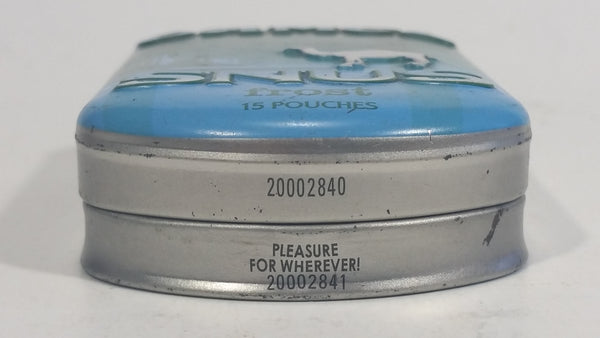 SNUS
frost
15 POUCHES
20002840
PLEASURE
FOR WHEREVER!
20002841